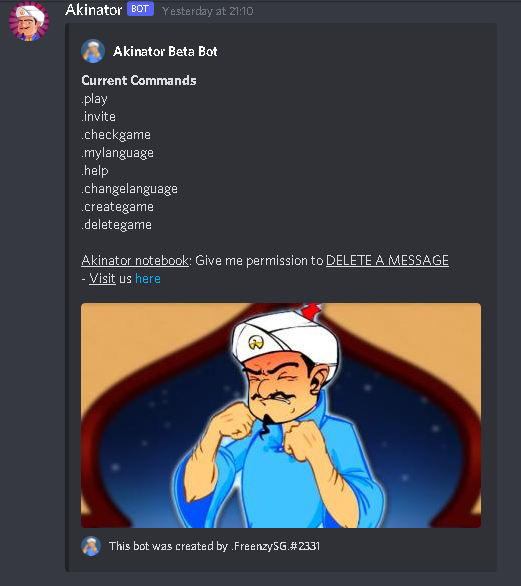 Akinator BOT Yesterday at 21:10
Akinator Beta Bot
Current Commands
.play
.invite
.checkgame
.mylanguage
.help
.changelanguage
.creategame
.deletegame
Akinator notebook: Give me permission to DELETE A MESSAGE
- Visit us here
This bot was created by .FreenzySG.#2331